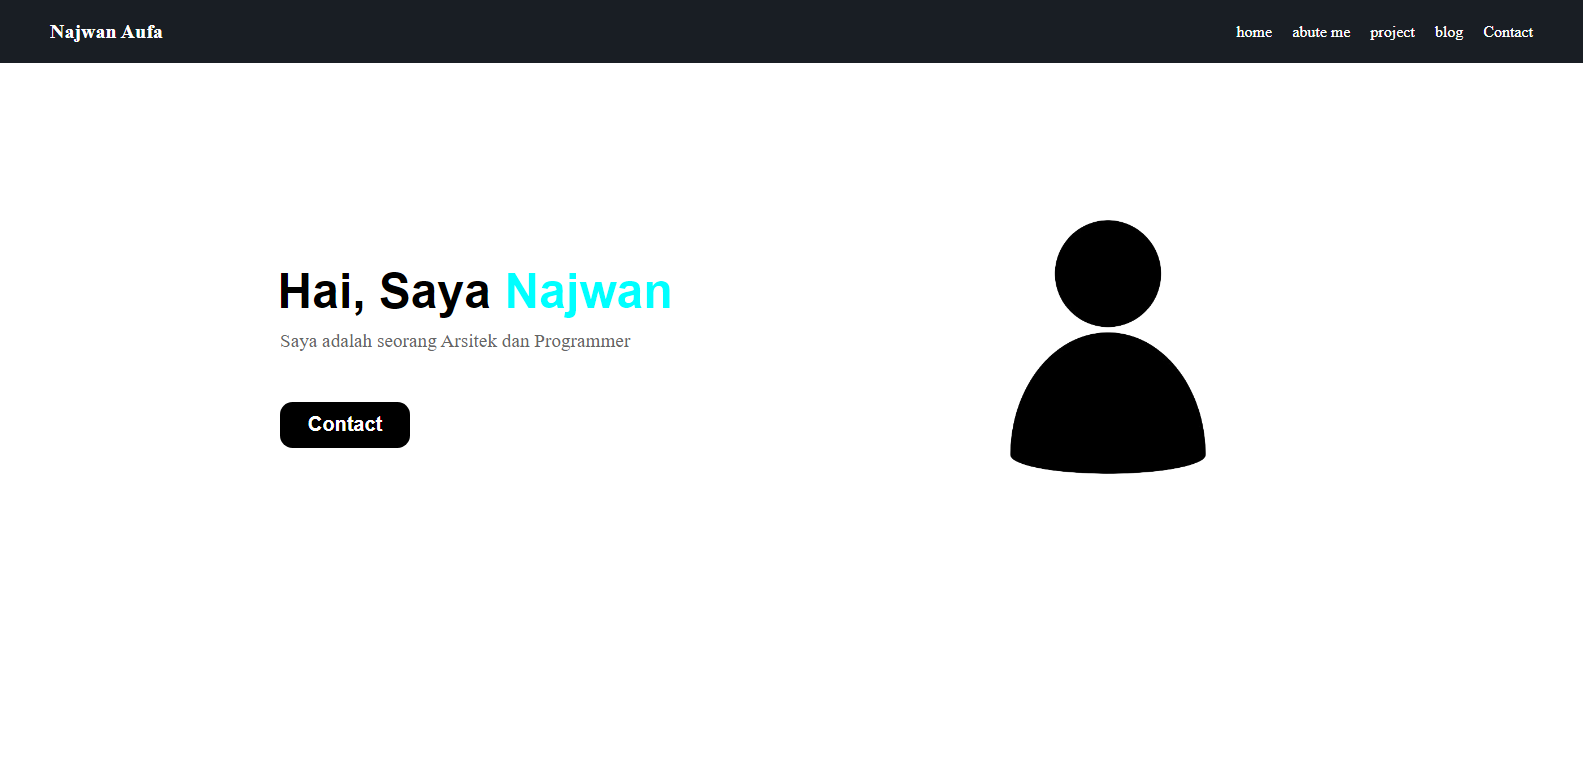 Najwan Aufa
home abute me project blog Contact
Hai, Saya Najwan
Saya adalah seorang Arsitek dan Programmer
Contact